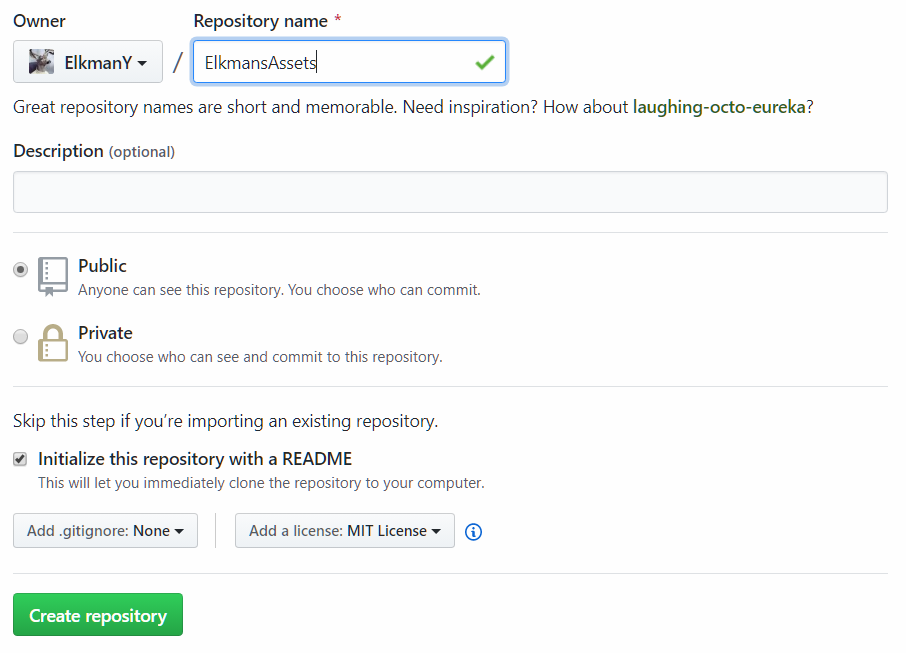 Owner
Repository name *
ElkmanY / ElkmansAssets
Great repository names are short and memorable. Need inspiration? How about laughing-octo-eureka?
Description (optional)
Public
Anyone can see this repository. You choose who can commit.
Private
You choose who can see and commit to this repository.
Skip this step if you’re importing an existing repository.
Initialize this repository with a README
This will let you immediately clone the repository to your computer.
Add .gitignore: None
Add a license: MIT License
Create repository